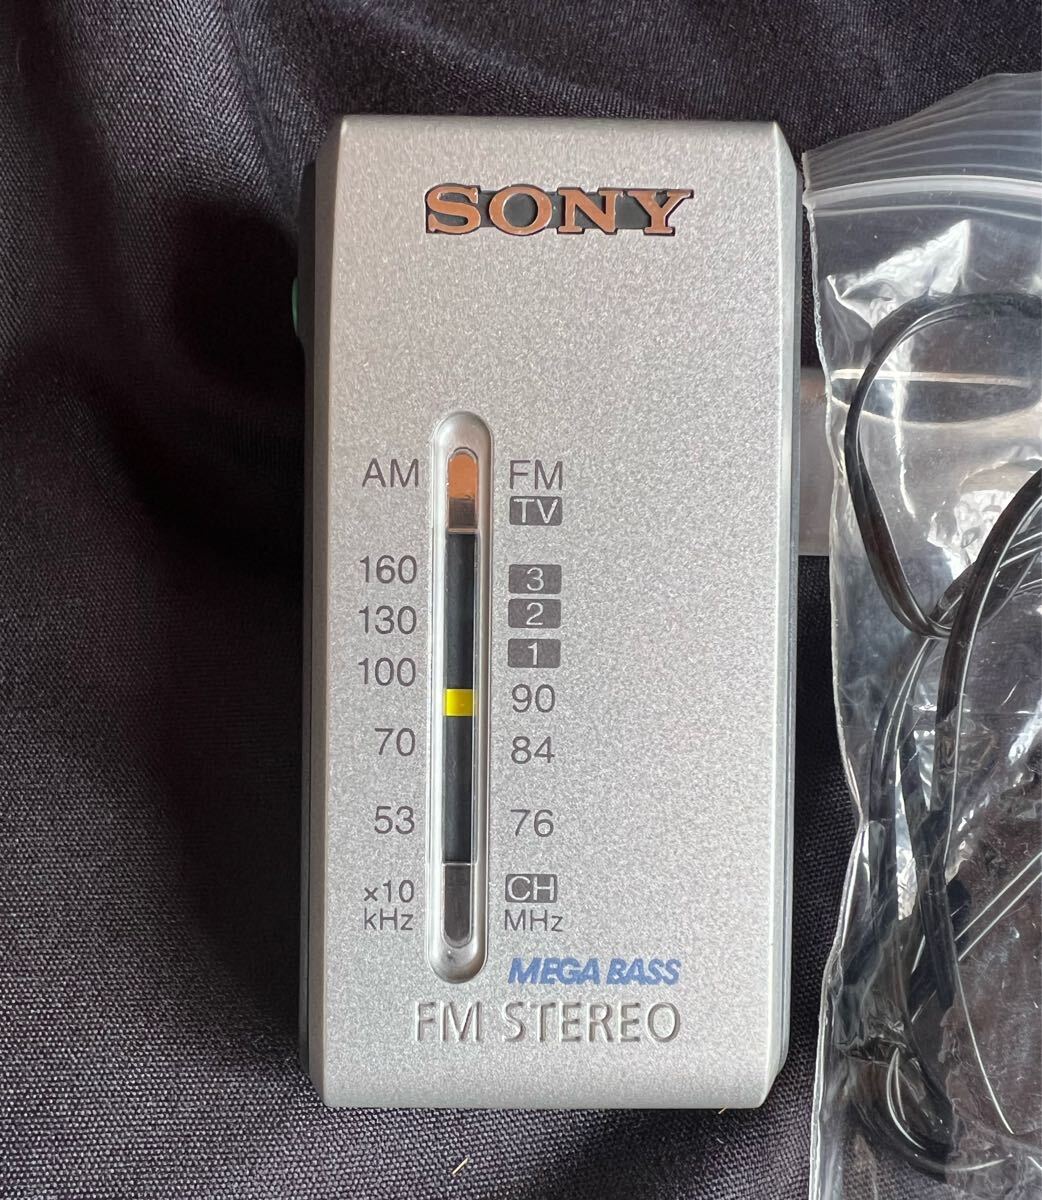 SONY
AM FM
TV
160 3
130 2
100 1
90
70 84
53 76
×10 CH
kHz MHz
MEGA BASS
FM STEREO